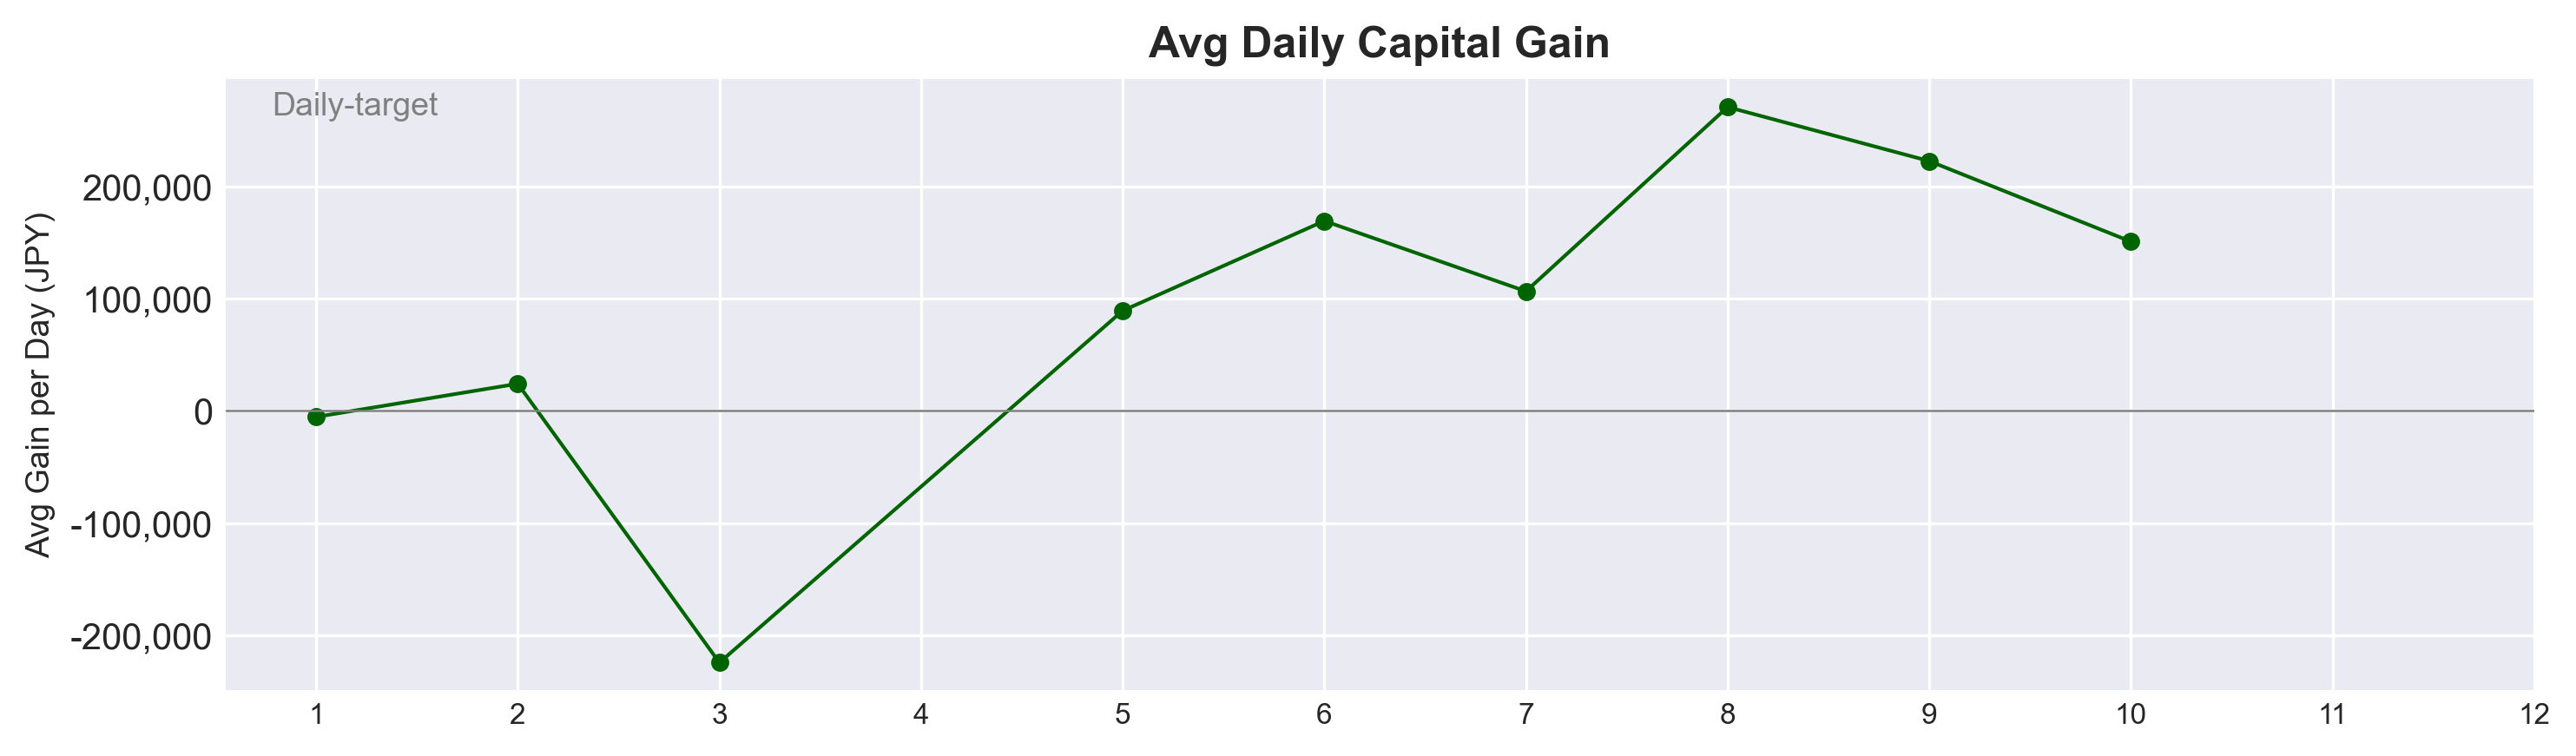 Avg Daily Capital Gain
Daily-target
Avg Gain per Day (JPY)
200,000
100,000
0
-100,000
-200,000
1 2 3 4 5 6 7 8 9 10 11 12